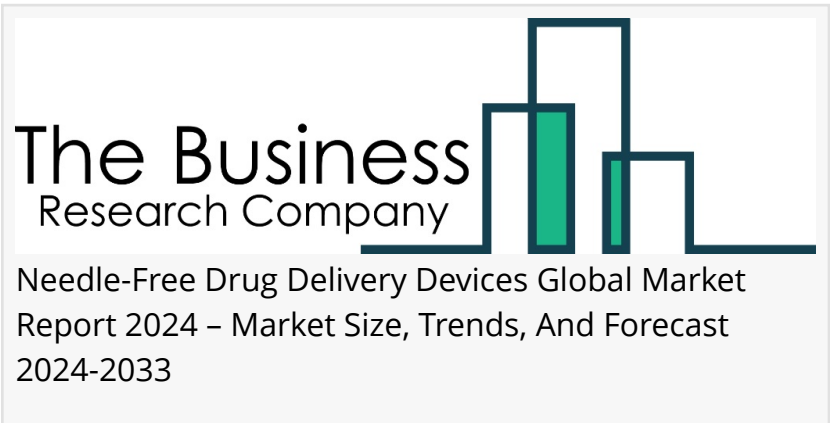 The Business
Research Company
Needle-Free Drug Delivery Devices Global Market
Report 2024 – Market Size, Trends, And Forecast
2024-2033